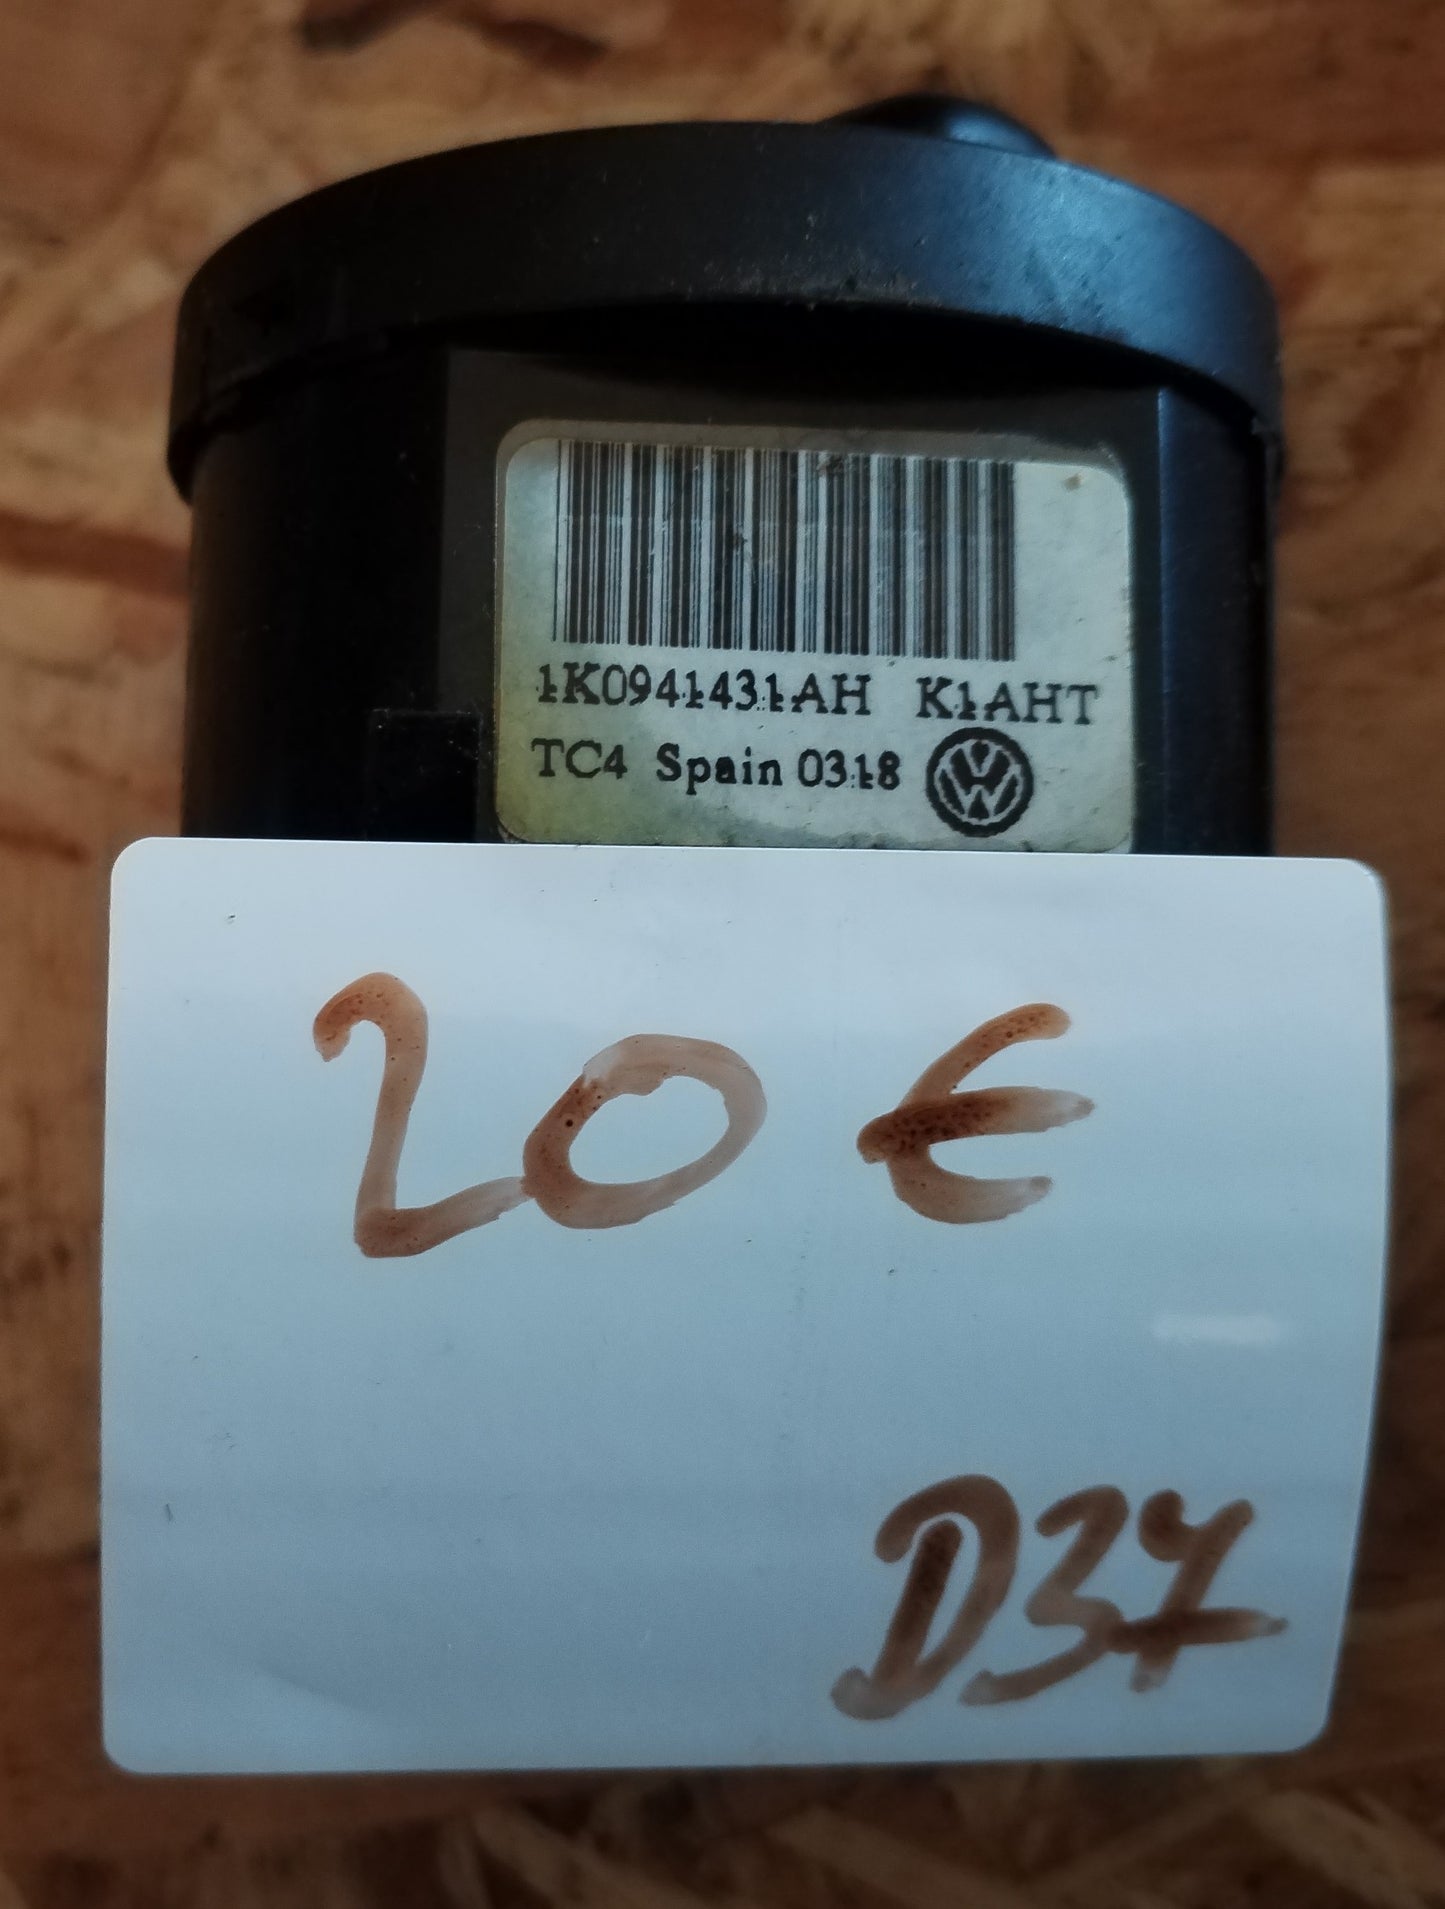 1K0941431AH K1AHT
TC4 Spain 0318
20 €
D37